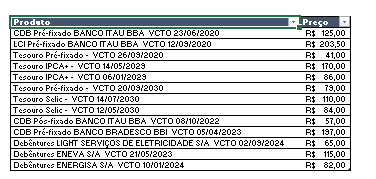 Produto Preço
CDB Pré-fixado BANCO ITAU BBA VCTO 23/06/2020 R$ 125,00
LCI Pré-fixado BANCO ITAU BBA VCTO 12/09/2020 R$ 203,50
Tesouro Pré-fixado - VCTO 26/09/2020 R$ 41,00
Tesouro IPCA+ - VCTO 14/05/2029 R$ 170,00
Tesouro IPCA+ - VCTO 06/01/2029 R$ 86,00
Tesouro Pré-fixado - VCTO 20/09/2030 R$ 79,00
Tesouro Selic - VCTO 14/07/2030 R$ 110,00
Tesouro Selic - VCTO 12/05/2030 R$ 84,00
CDB Pós-fixado BANCO ITAU BBA VCTO 08/10/2022 R$ 57,00
CDB Pré-fixado BANCO BRADESCO BBI VCTO 05/04/2023 R$ 197,00
Debêntures LIGHT SERVIÇOS DE ELETRICIDADE S/A VCTO 02/09/2024 R$ 65,00
Debêntures ENEVA S/A VCTO 21/05/2023 R$ 115,00
Debêntures ENERGISA S/A VCTO 10/01/2024 R$ 82,00